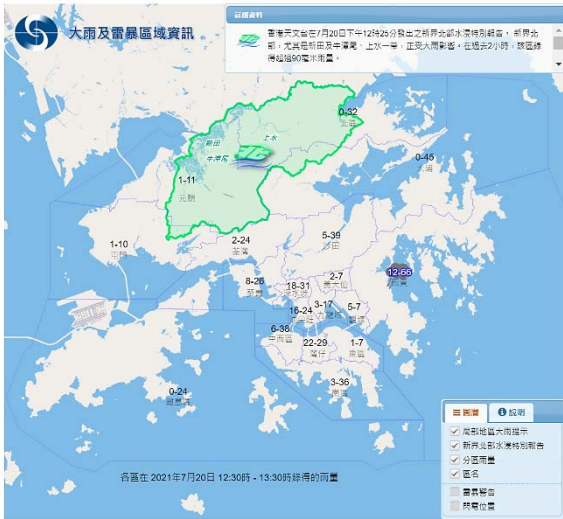 大雨及雷暴區域資訊
詳細資料
香港天文台在7月20日下午12時25分發出之新界北部水浸特別報告。新界北
部,尤其是新田及牛潭尾、上水一帶,正受大雨影響。在過去2小時,該區錄
得超過90毫米雨量。
0-32
北區
上水
新田
牛潭尾
0-45
大埔
1-11
元朗
1-10
屯門
2-24
荃灣
5-39
沙田
12-66
西貢
8-26
葵青
18-31
深水埗
2-7
黃大仙
16-24
油尖旺
3-17
九龍城
5-7
觀塘
6-38
中西區
22-29
灣仔
1-7
東區
3-36
南區
0-24
離島區
圖層
說明
局部地區大雨提示
新界北部水浸特別報告
分區雨量
區名
雷暴警告
閃電位置
各區在 2021年7月20日 12:30時 - 13:30時錄得的雨量